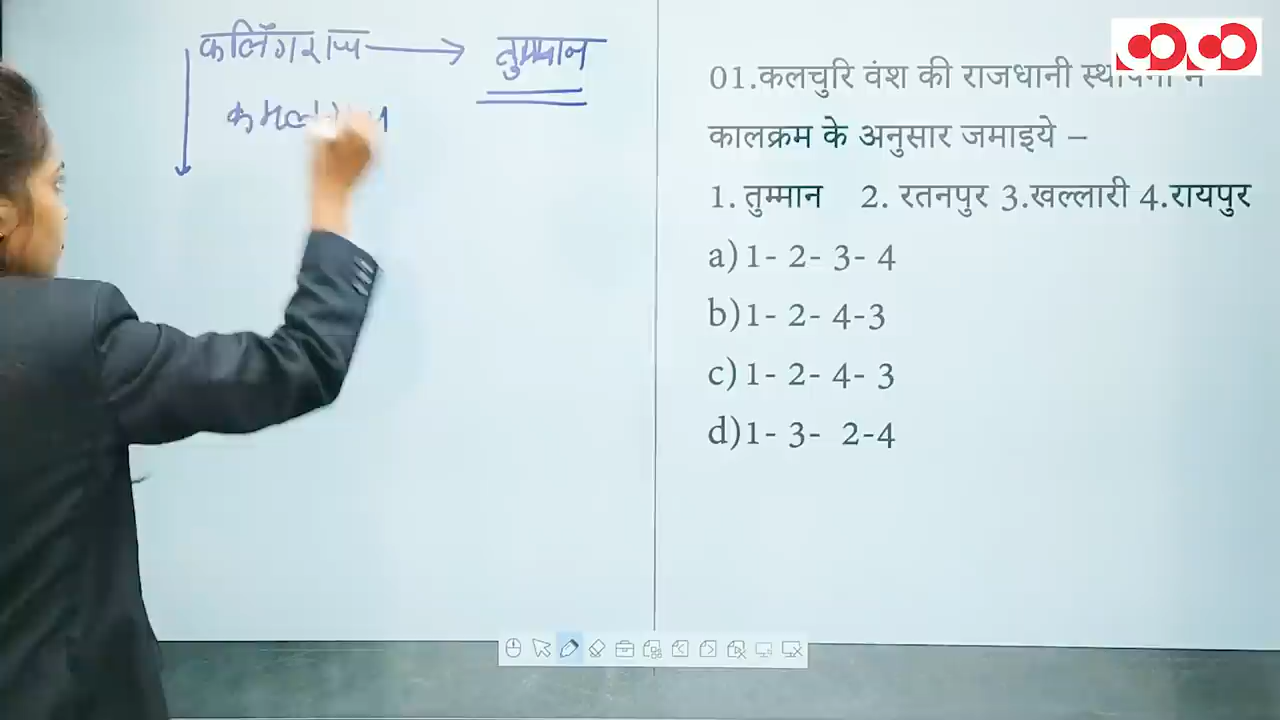 कलिंगराज → तुम्मान
01.कलचुरि वंश की राजधानी
कालक्रम के अनुसार जमाइये –
1. तुम्मान 2. रतनपुर 3.खल्लारी 4.रायपुर
a)1- 2- 3- 4
b)1- 2- 4-3
c)1- 2- 4- 3
d)1- 3- 2-4